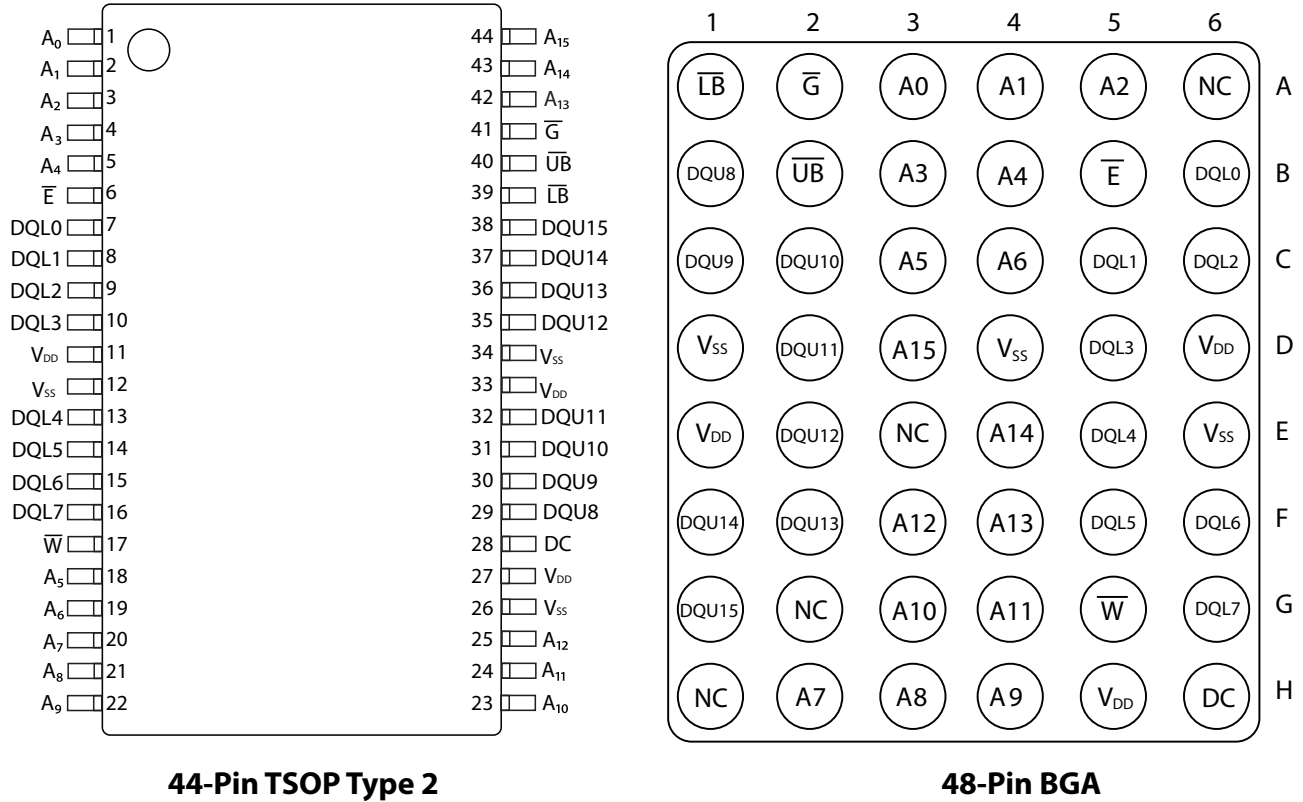 A0 1 44 A15
A1 2 43 A14
A2 3 42 A13
A3 4 41 G̅
A4 5 40 U̅B̅
E̅ 6 39 L̅B̅
DQL0 7 38 DQU15
DQL1 8 37 DQU14
DQL2 9 36 DQU13
DQL3 10 35 DQU12
VDD 11 34 VSS
VSS 12 33 VDD
DQL4 13 32 DQU11
DQL5 14 31 DQU10
DQL6 15 30 DQU9
DQL7 16 29 DQU8
W̅ 17 28 DC
A5 18 27 VDD
A6 19 26 VSS
A7 20 25 A12
A8 21 24 A11
A9 22 23 A10
44-Pin TSOP Type 2
1 2 3 4 5 6
L̅B̅ G̅ A0 A1 A2 NC A
DQU8 U̅B̅ A3 A4 E̅ DQL0 B
DQU9 DQU10 A5 A6 DQL1 DQL2 C
VSS DQU11 A15 VSS DQL3 VDD D
VDD DQU12 NC A14 DQL4 VSS E
DQU14 DQU13 A12 A13 DQL5 DQL6 F
DQU15 NC A10 A11 W̅ DQL7 G
NC A7 A8 A9 VDD DC H
48-Pin BGA